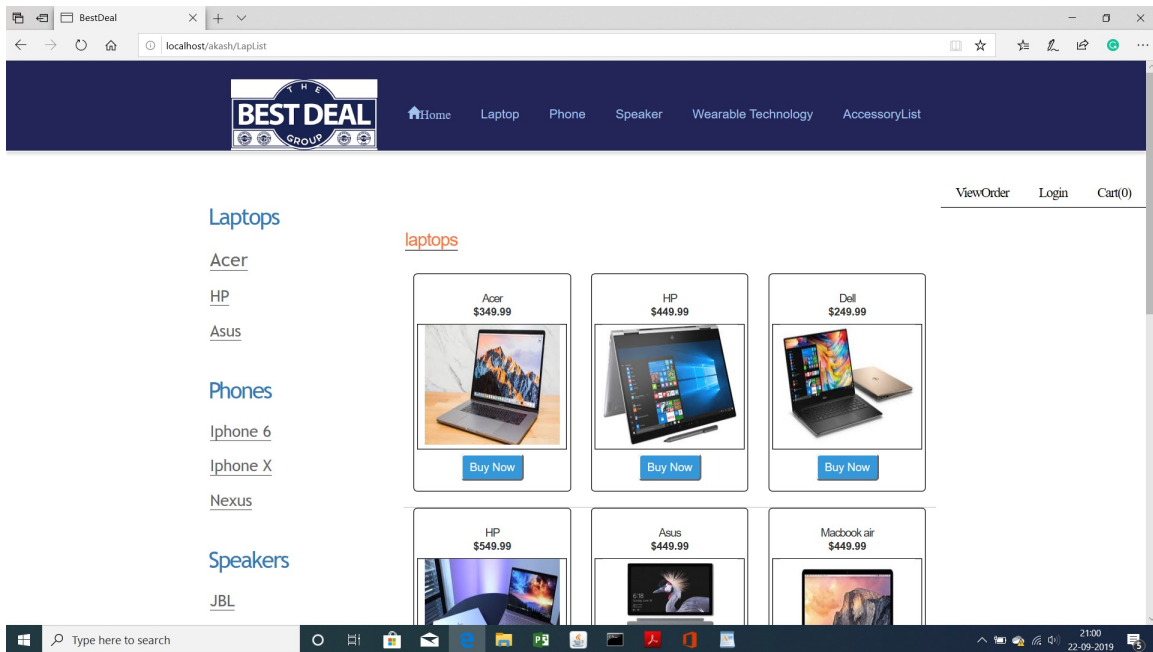 BestDeal
localhost/akash/LapList
THE
BEST DEAL
GROUP
Home Laptop Phone Speaker Wearable Technology AccessoryList
ViewOrder Login Cart(0)
Laptops
Acer
HP
Asus
Phones
Iphone 6
Iphone X
Nexus
Speakers
JBL
laptops
Acer
$349.99
Buy Now
HP
$449.99
Buy Now
Dell
$249.99
Buy Now
HP
$549.99
Asus
$449.99
6:18
Macbook air
$449.99
Type here to search
21:00
22-09-2019
5